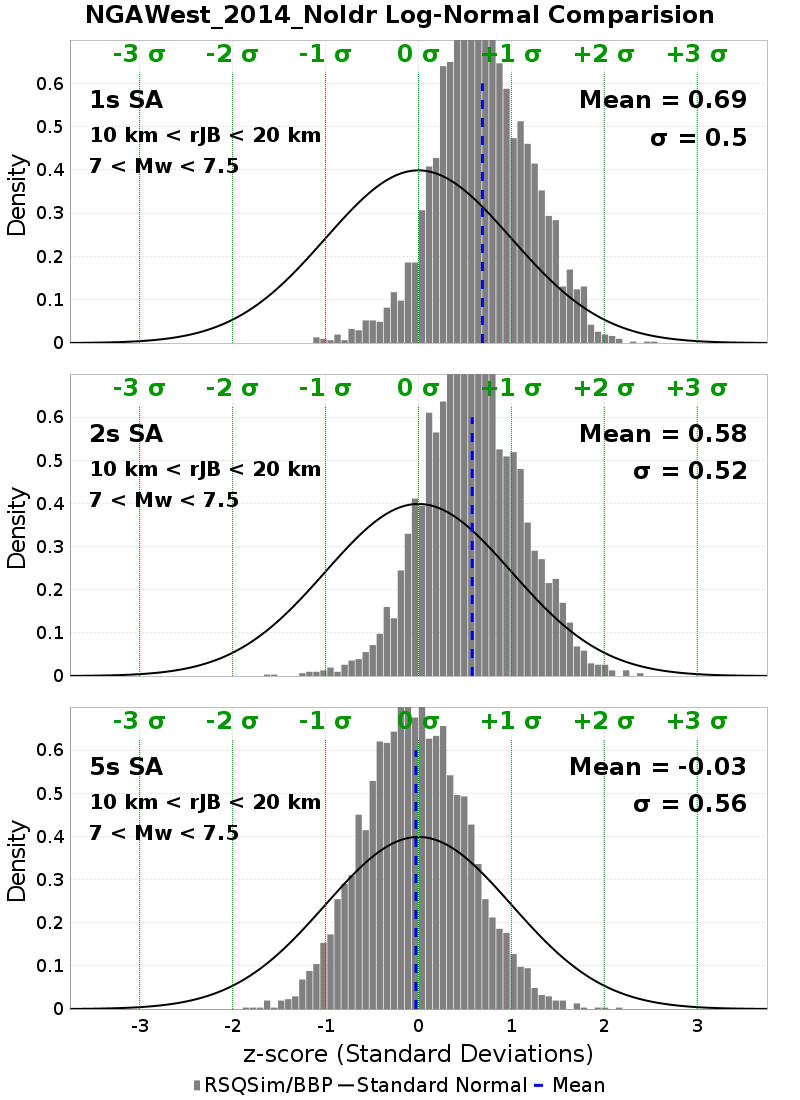 NGAWest_2014_NoIdr Log-Normal Comparision
-3 σ -2 σ -1 σ 0 σ +1 σ +2 σ +3 σ
1s SA Mean = 0.69
10 km < rJB < 20 km σ = 0.5
7 < Mw < 7.5
Density
0.6
0.5
0.4
0.3
0.2
0.1
0
-3 σ -2 σ -1 σ 0 σ +1 σ +2 σ +3 σ
2s SA Mean = 0.58
10 km < rJB < 20 km σ = 0.52
7 < Mw < 7.5
Density
0.6
0.5
0.4
0.3
0.2
0.1
0
-3 σ -2 σ -1 σ 0 σ +1 σ +2 σ +3 σ
5s SA Mean = -0.03
10 km < rJB < 20 km σ = 0.56
7 < Mw < 7.5
Density
0.6
0.5
0.4
0.3
0.2
0.1
0
-3 -2 -1 0 1 2 3
z-score (Standard Deviations)
RSQSim/BBP Standard Normal Mean